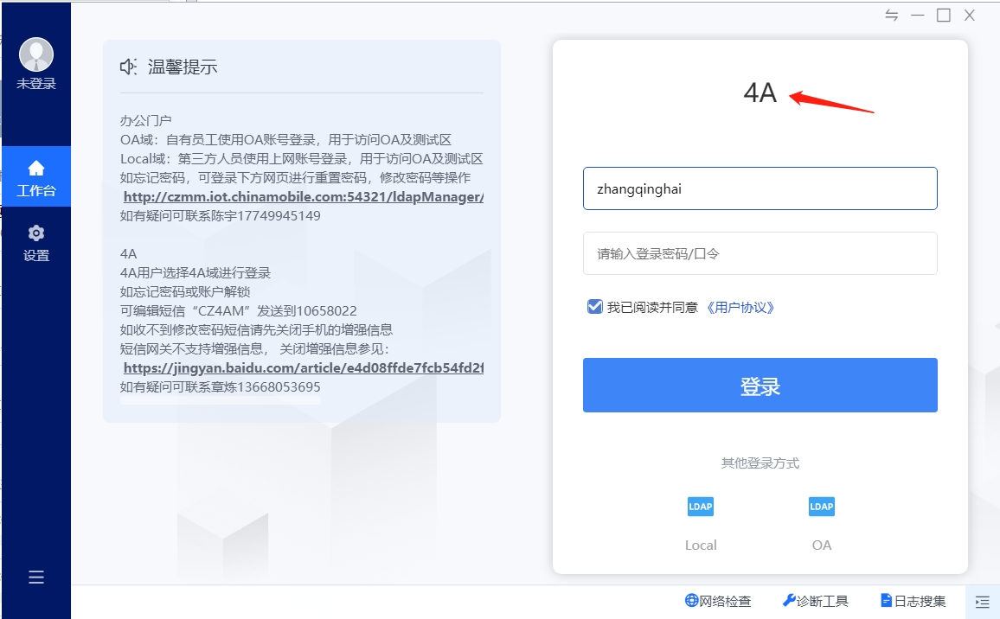 未登录
工作台
设置
温馨提示
办公门户
OA域：自有员工使用OA账号登录，用于访问OA及测试区
Local域：第三方人员使用上网账号登录，用于访问OA及测试区
如忘记密码，可登录下方网页进行重置密码，修改密码等操作
http://czmm.iot.chinamobile.com:54321/ldapManager/
如有疑问可联系陈宇17749945149
4A
4A用户选择4A域进行登录
如忘记密码或账户解锁
可编辑短信“CZ4AM”发送到10658022
如收不到修改密码短信请先关闭手机的增强信息
短信网关不支持增强信息， 关闭增强信息参见：
https://jingyan.baidu.com/article/e4d08ffde7fcb54fd2f
如有疑问可联系章炼13668053695
4A
zhangqinghai
请输入登录密码/口令
我已阅读并同意 《用户协议》
登录
其他登录方式
LDAP LDAP
Local OA
网络检查 诊断工具 日志搜集